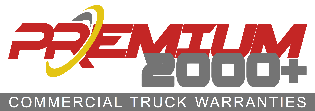 PREMIUM
2000+
COMMERCIAL TRUCK WARRANTIES